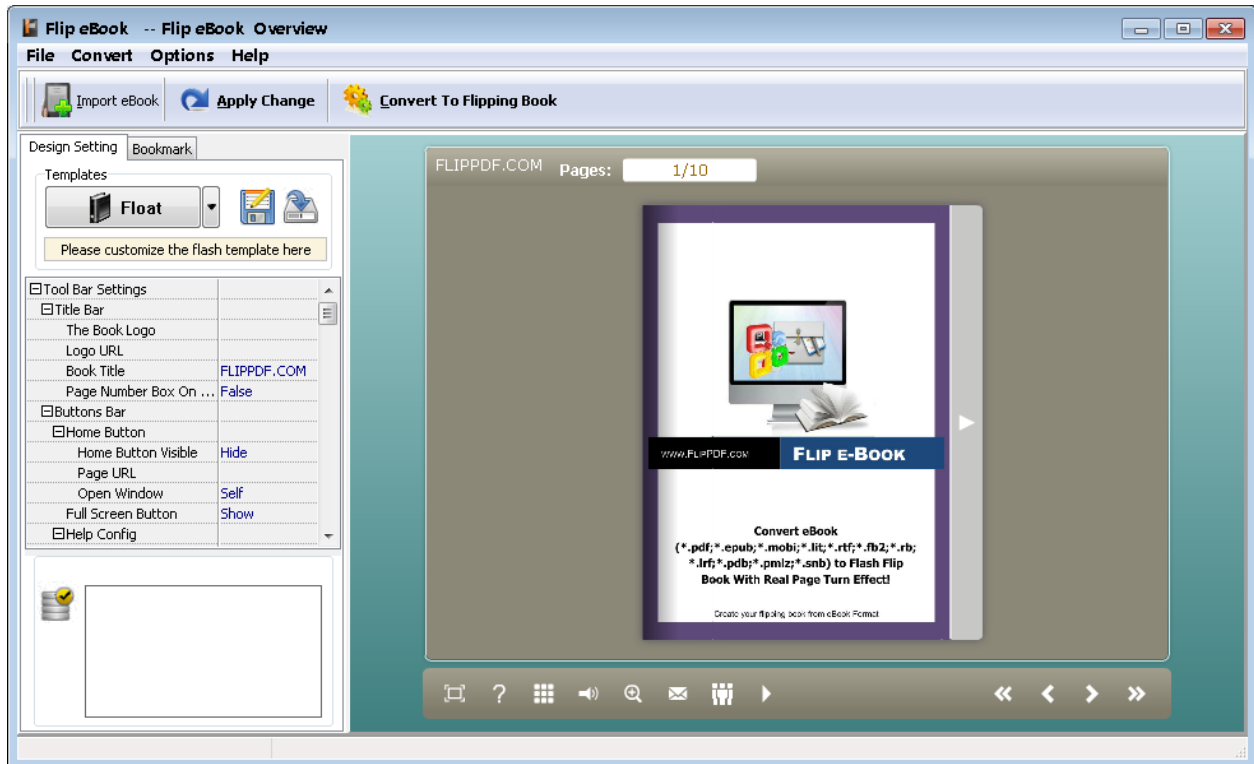 Flip eBook -- Flip eBook Overview
File Convert Options Help
Import eBook Apply Change Convert To Flipping Book
Design Setting Bookmark
Templates
Float
Please customize the flash template here
Tool Bar Settings
Title Bar
The Book Logo
Logo URL
Book Title FLIPPDF.COM
Page Number Box On ... False
Buttons Bar
Home Button
Home Button Visible Hide
Page URL
Open Window Self
Full Screen Button Show
Help Config
FLIPPDF.COM Pages: 1/10
www.FlipPDF.com FLIP E-BOOK
Convert eBook
(*.pdf;*.epub;*.mobi;*.lit;*.rtf;*.fb2;*.rb;
*.lrf;*.pdb;*.pmlz;*.snb) to Flash Flip
Book With Real Page Turn Effect!
Create your flipping book from eBook Format